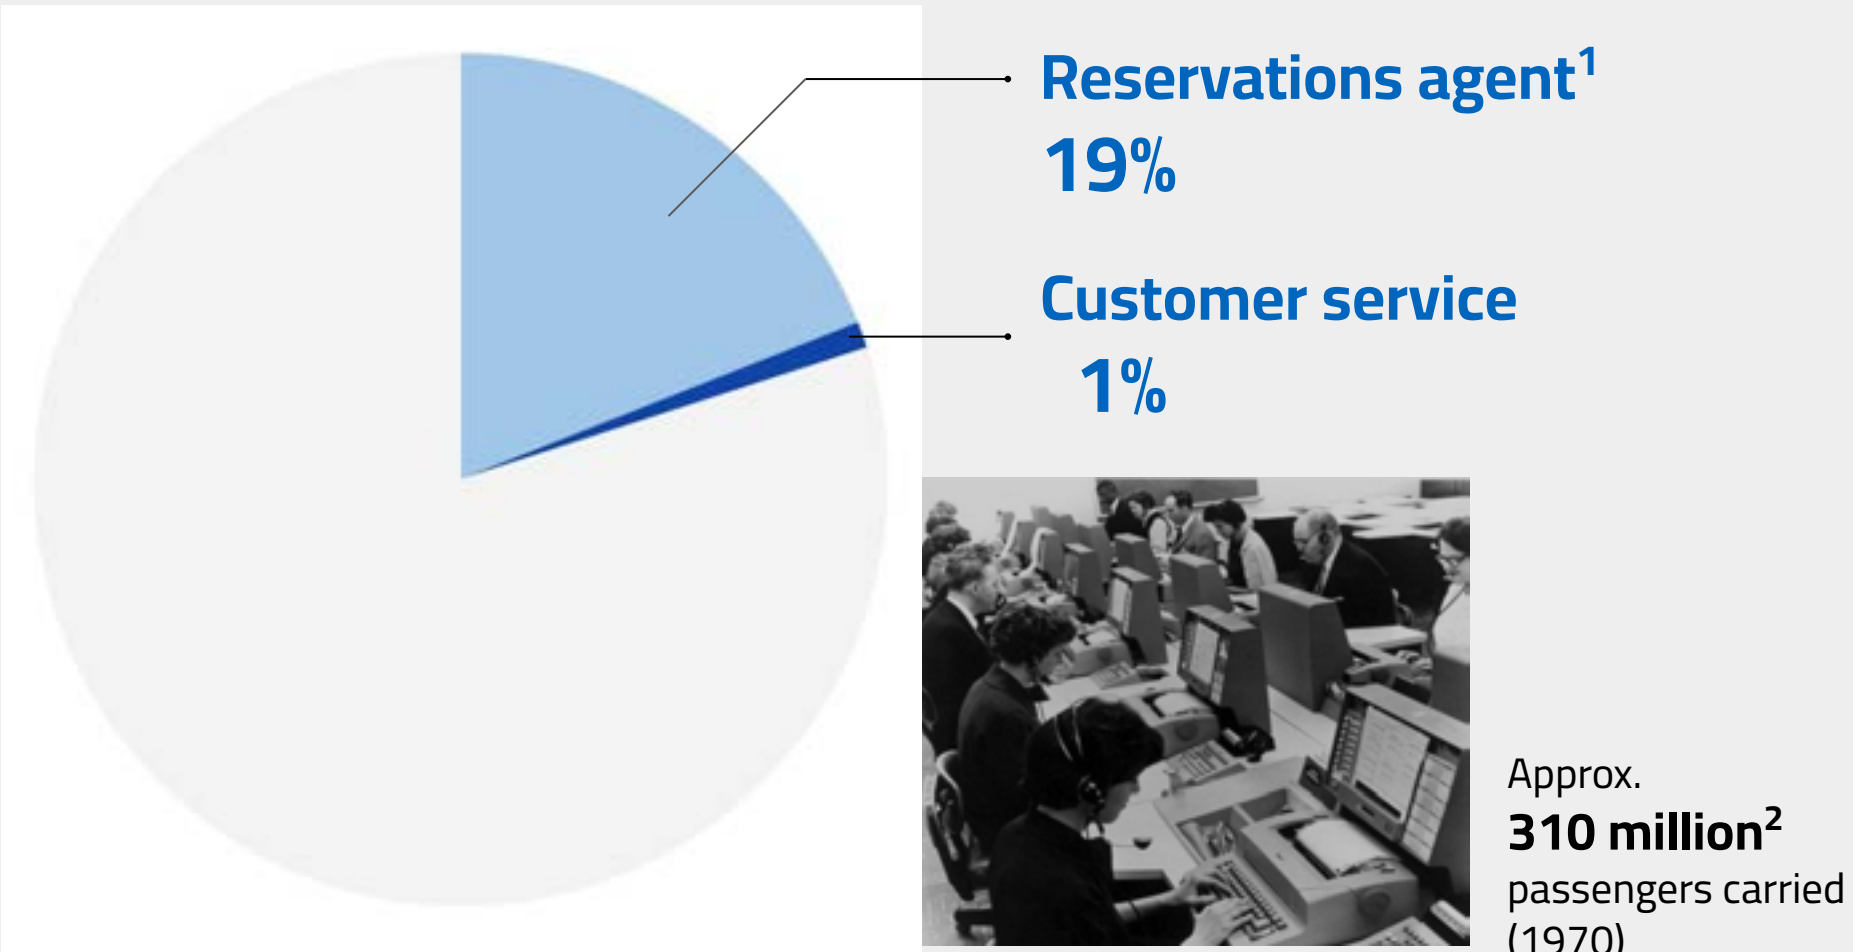 Reservations agent¹
19%
Customer service
1%
Approx.
310 million²
passengers carried
(1970)